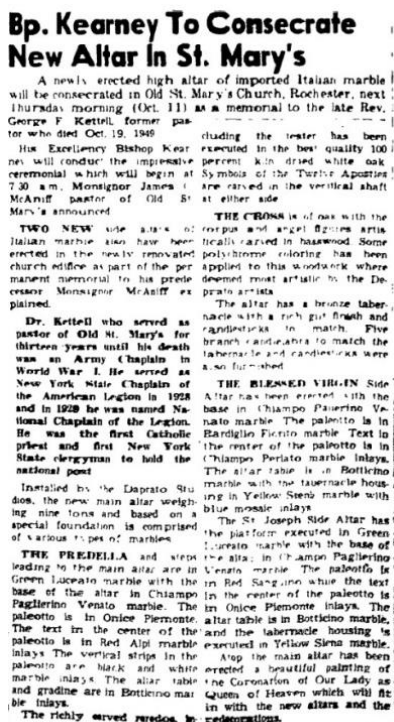 Bp. Kearney To Consecrate
New Altar In St. Mary's
A newly erected high altar of imported Italian marble
will be consecrated in Old St. Mary's Church, Rochester, next
Thursday morning (Oct. 11) as a memorial to the late Rev.
George F Kettell, former pas-
tor who died Oct. 19, 1949
His Excellency Bishop Kear
ney will conduct the impressive
ceremonial which will begin at
7 30 am, Monsignor James
McAniff pastor of Old St
Mary's announced
TWO NEW side altars of
Italian marble also have been
erected in the newly renovated
church edifice as part of the per
manent memorial to his prede
cessor Monsignor McAniff ex
plained.
Dr. Kettell who served as
pastor of Old St. Mary's for
thirteen years until his death
was an Army Chaplain in
World War I. He served as
New York State Chaplain of
the American Legion in 1928
and in 1929 he was named Na-
tional Chaplain of the Legion.
He was the first Catholic
priest and first New York
State clergyman to hold the
national post
Installed by the Daprato Stu
dios, the new main altar weigh-
ing nine tons and based on a
special foundation is comprised
of various types of marbles
THE PREDELLA and steps
leading to the main altar are in
Green Luceato marble with the
base of the altar in Chiampo
Paglierino Venato marble. The
paleotto is in Onice Piemonte.
The text in the center of the
paleotto is in Red Alpi marble
inlays The vertical strips in the
paleotto are black and white
marble inlays. The altar table
and gradine are in Botticino mar
ble inlays.
The richly carved reredos, in-
cluding the tester has been
executed in the best quality 100
percent kiln dried white oak
Symbols of the Twelve Apostles
are carved in the vertical shaft
at either side
THE CROSS is of oak with the
corpus and angel figures artis
tically carved in basswood Some
polychrome coloring has been
applied to this woodwork where
deemed most artistic by the De-
prato artists
The altar has a bronze taber-
nacle with a rich gilt finish and
candlesticks to match. Five
branch candelabra to match the
tabernacle and candlesticks were
also furnished
THE BLESSED VIRGIN Side
Altar has been erected with the
base in Chiampo Paglierino Ve
nato marble The paleotto is in
Bardiglio Fiorito marble Text in
the center of the paleotto is in
Chiampo Perlato marble inlays.
The altar table is in Botticino
marble with the tabernacle hous-
ing in Yellow Siena marble with
blue mosaic inlays
The St Joseph Side Altar has
the platform executed in Green
Luceato marble with the base of
the altar in Chiampo Paglierino
Venato marble The paleotto is
in Red Sanguino while the text
in the center of the paleotto is
in Onice Piemonte inlays. The
altar table is in Botticino marble,
and the tabernacle housing is
executed in Yellow Siena marble.
Atop the main altar has been
erected a beautiful painting of
the Coronation of Our Lady as
Queen of Heaven which will fit
in with the new altars and the
redecorations.